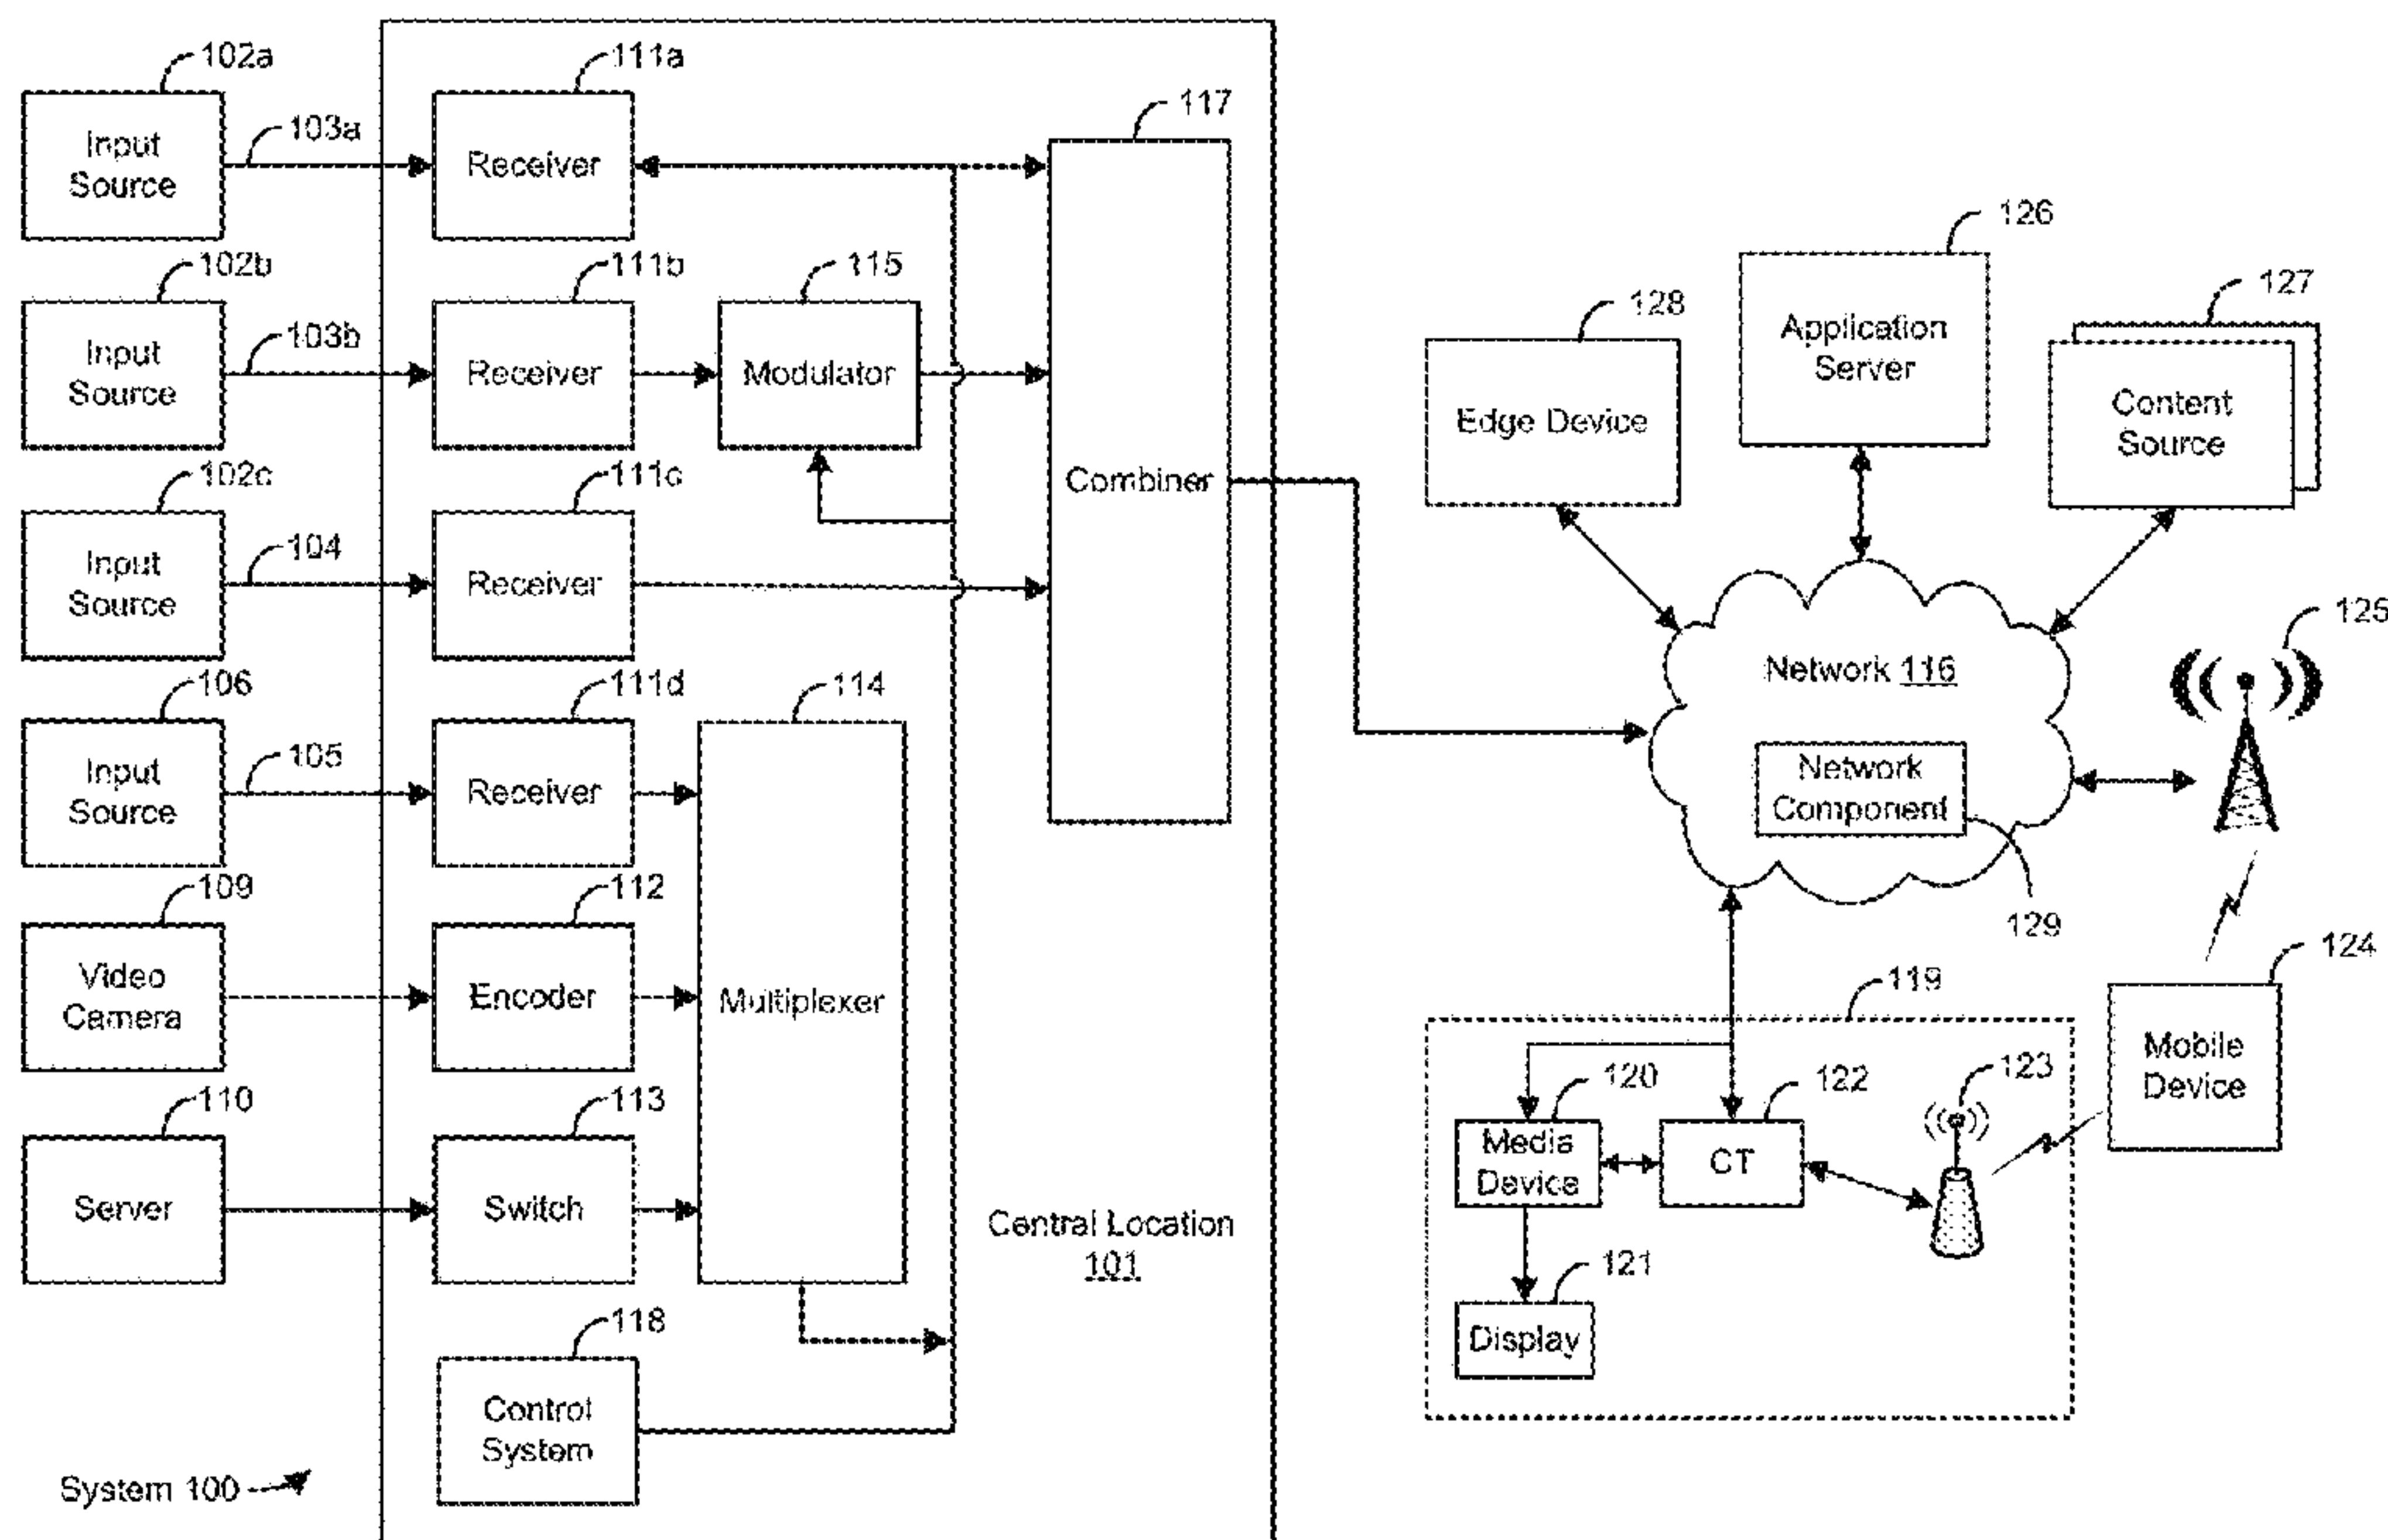 102a
Input
Source
103a
111a
Receiver
117
102b
Input
Source
103b
111b
Receiver
115
Modulator
102c
Input
Source
104
111c
Receiver
Combiner
106
Input
Source
105
111d
Receiver
114
Multiplexer
109
Video
Camera
112
Encoder
110
Server
113
Switch
118
Control
System
Central Location
101
System 100
128
Edge Device
126
Application
Server
127
Content
Source
Network 116
Network
Component
129
125
124
Mobile
Device
119
120
Media
Device
122
CT
123
121
Display